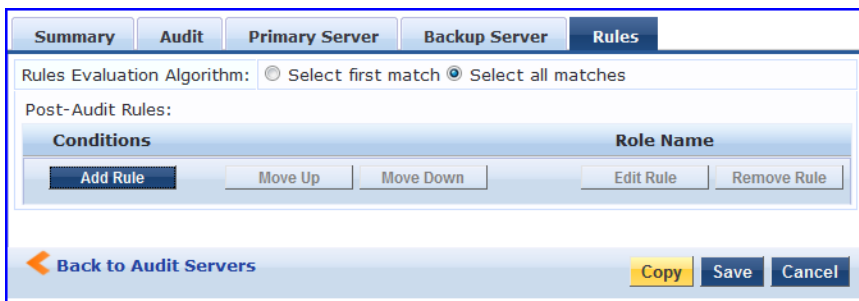 Summary Audit Primary Server Backup Server Rules
Rules Evaluation Algorithm: Select first match Select all matches
Post-Audit Rules:
Conditions Role Name
Add Rule Move Up Move Down Edit Rule Remove Rule
Back to Audit Servers Copy Save Cancel